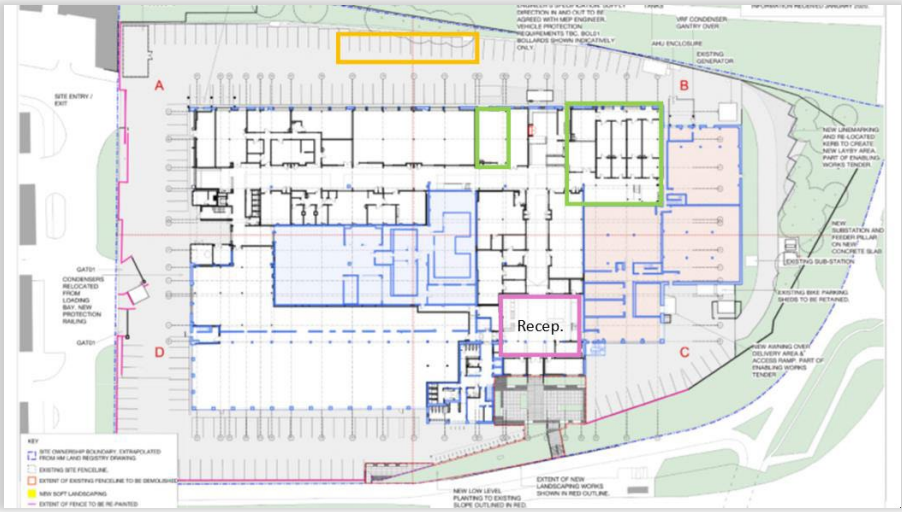 ENGINEER'S SPECIFICATION. SUPPLY
DIRECTION IN AND OUT TO BE
AGREED WITH MEP ENGINEER.
VEHICLE PROTECTION
REQUIREMENTS TBC.
BOLLARDS SHOWN INDICATIVELY
ONLY.
TANKS
VRF CONDENSER
GANTRY OVER
INFORMATION RECEIVED JANUARY
AHU ENCLOSURE
EXISTING
GENERATOR
A
B
SITE ENTRY /
EXIT
NEW LINEMARKING
AND RE-LOCATED
KERB TO CREATE
NEW LAYBY AREA.
PART OF ENABLING
WORKS TENDER.
NEW
SUBSTATION AND
FEEDER PILLAR
ON NEW
CONCRETE SLAB
EXISTING SUB-STATION
GAT01
CONDENSERS
RELOCATED
FROM
LOADING
BAY. NEW
PROTECTION
RAILING
EXISTING BIKE PARKING
SHEDS TO BE RETAINED.
Recep.
GAT01
D
C
NEW AWNING OVER
DELIVERY AREA &
ACCESS RAMP. PART OF
ENABLING WORKS
TENDER
KEY
SITE OWNERSHIP BOUNDARY, EXTRAPOLATED
FROM HM LAND REGISTRY DRAWING.
EXISTING SITE FENCELINE.
EXTENT OF EXISTING FENCELINE TO BE DEMOLISHED
NEW SOFT LANDSCAPING
EXTENT OF FENCE TO BE RE-PAINTED
NEW LOW LEVEL
PLANTING TO EXISTING
SLOPE OUTLINED IN RED
EXTENT OF NEW
LANDSCAPING WORKS
SHOWN IN RED OUTLINE.